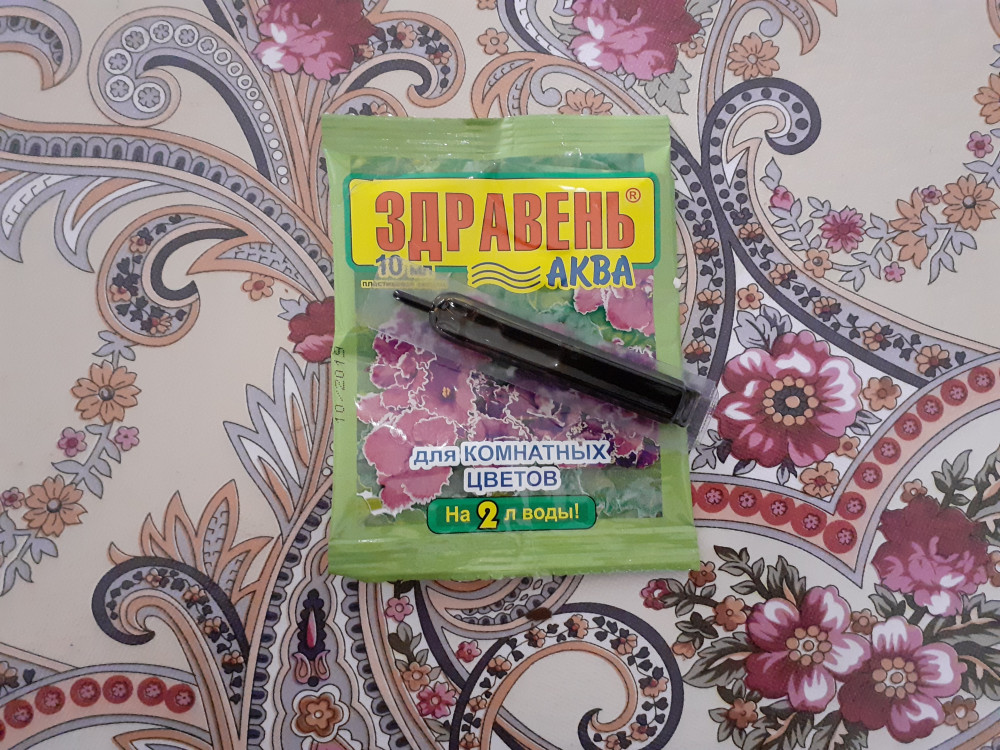 ЗДРАВЕНЬ®
АКВА
10 мл
10/2019
для КОМНАТНЫХ
ЦВЕТОВ
На 2 л воды!